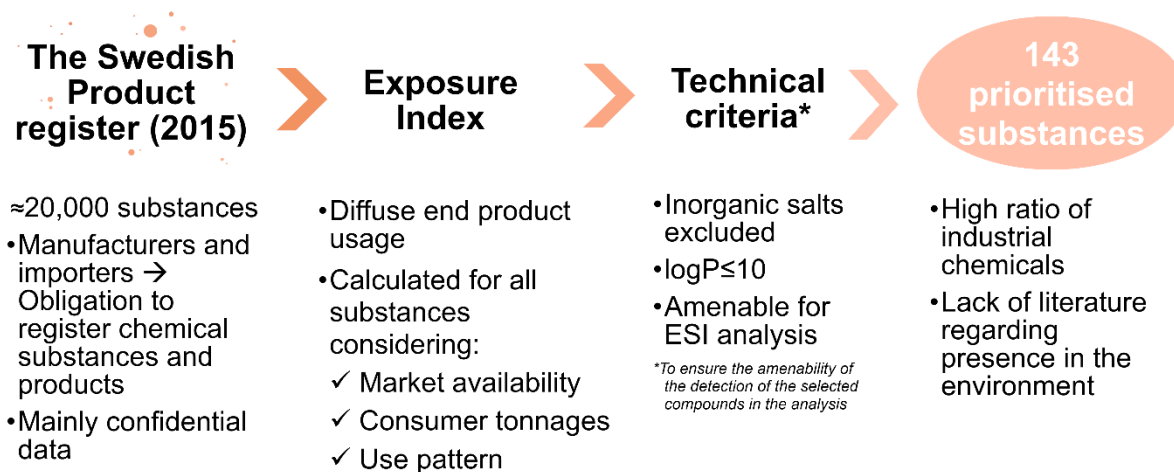 The Swedish
Product
register (2015)
≈20,000 substances
•Manufacturers and
importers →
Obligation to
register chemical
substances and
products
•Mainly confidential
data
Exposure
Index
•Diffuse end product
usage
•Calculated for all
substances
considering:
✓ Market availability
✓ Consumer tonnages
✓ Use pattern
Technical
criteria*
•Inorganic salts
excluded
•logP≤10
•Amenable for
ESI analysis
*To ensure the amenability of
the detection of the selected
compounds in the analysis
143
prioritised
substances
•High ratio of
industrial
chemicals
•Lack of literature
regarding
presence in the
environment